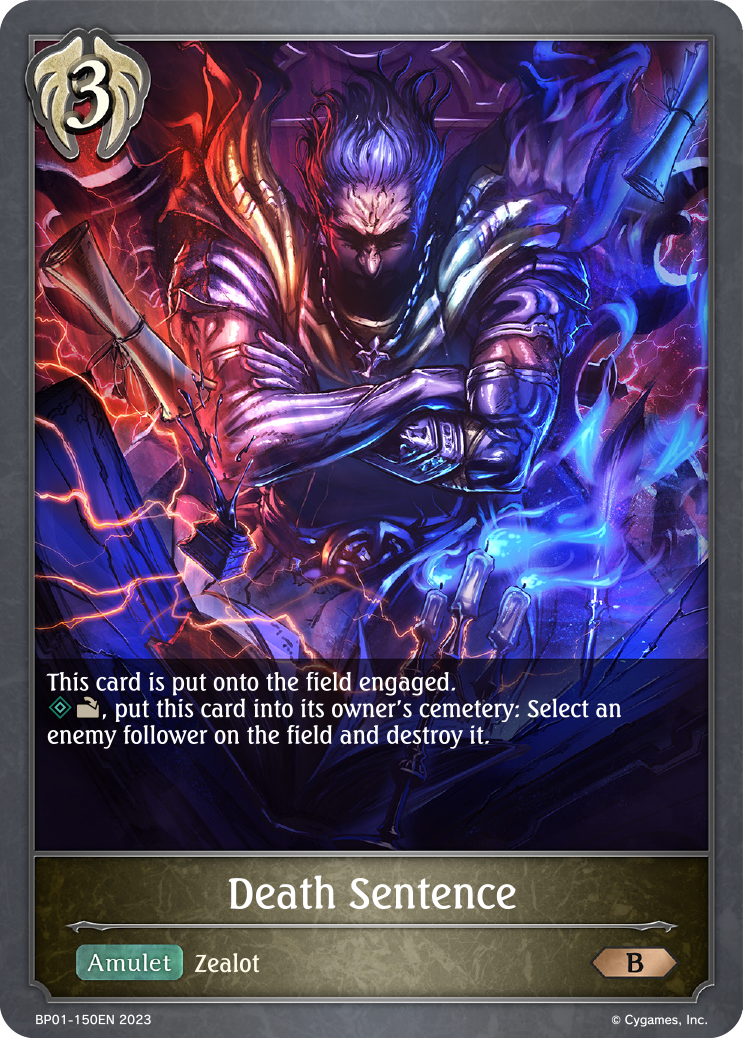 3
This card is put onto the field engaged.
, put this card into its owner's cemetery: Select an
enemy follower on the field and destroy it.
Death Sentence
Amulet Zealot B
BP01-150EN 2023 © Cygames, Inc.